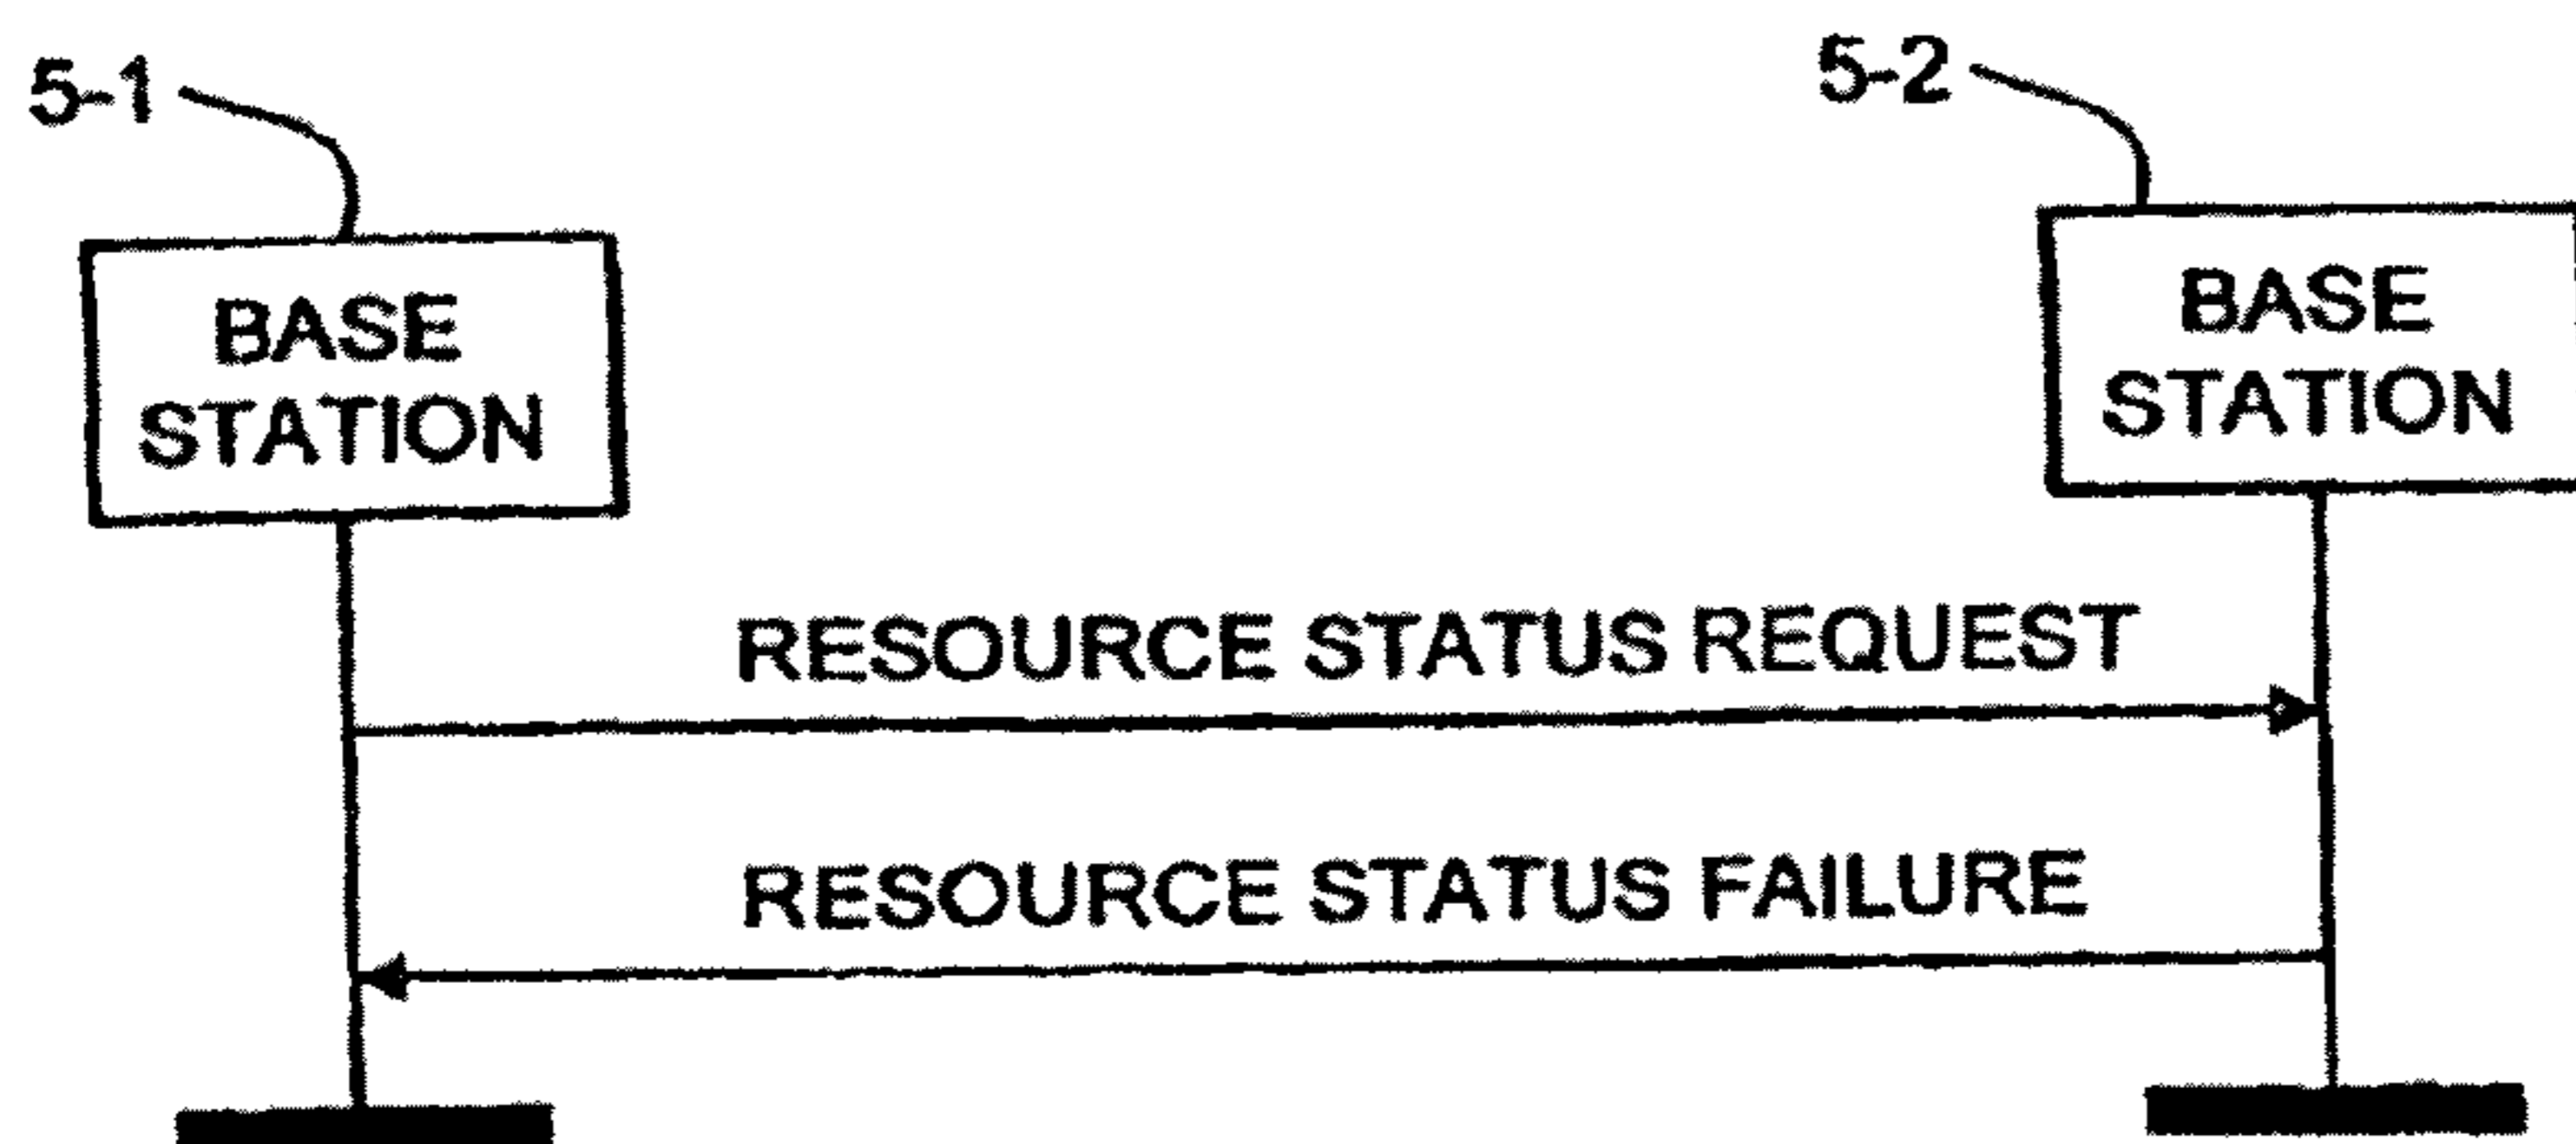 5-1
5-2
BASE
STATION
BASE
STATION
RESOURCE STATUS REQUEST
RESOURCE STATUS FAILURE